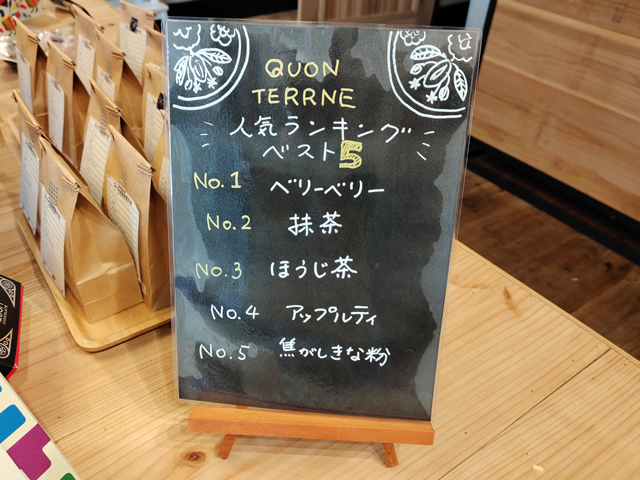 QUON
TERRNE
人気ランキング
ベスト5
No.1 ベリーベリー
No.2 抹茶
No.3 ほうじ茶
No.4 アップルティ
No.5 焦がしきな粉